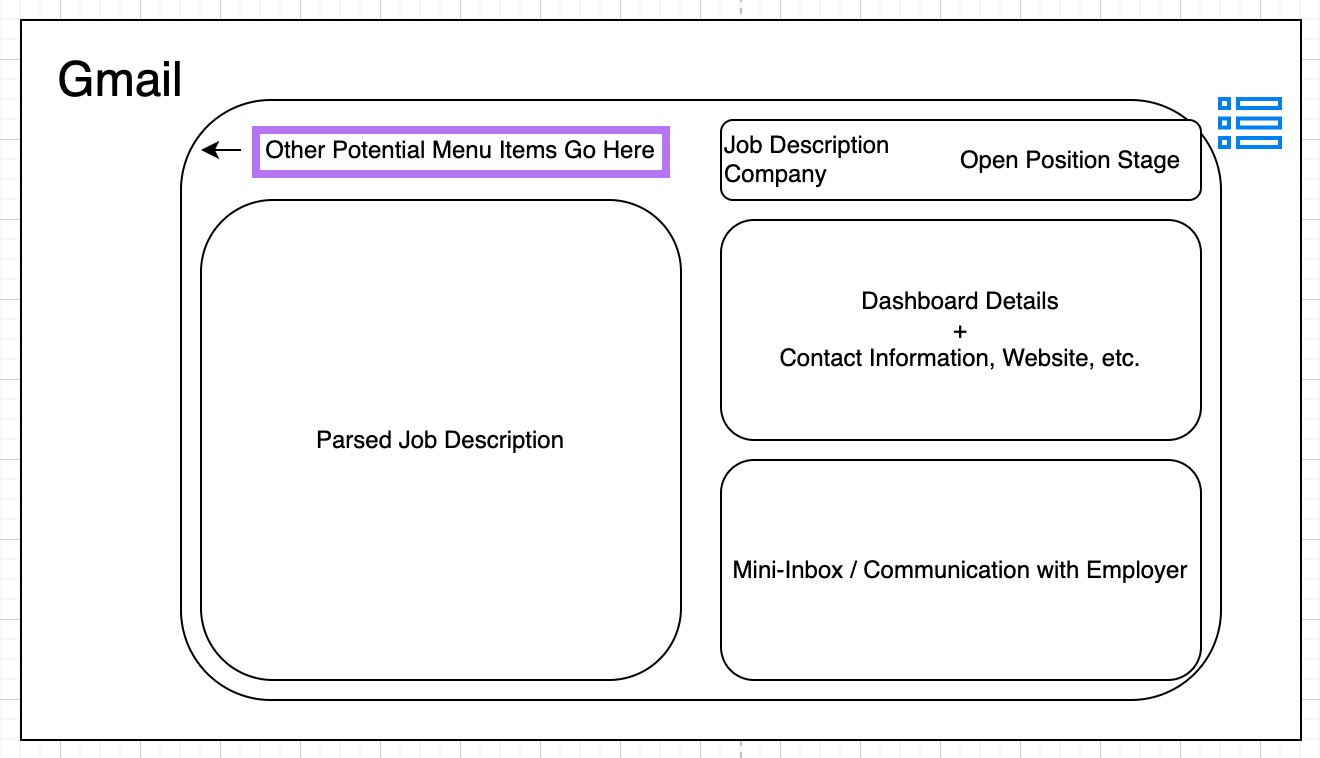 Gmail
Other Potential Menu Items Go Here
Job Description
Company
Open Position Stage
Parsed Job Description
Dashboard Details
+
Contact Information, Website, etc.
Mini-Inbox / Communication with Employer